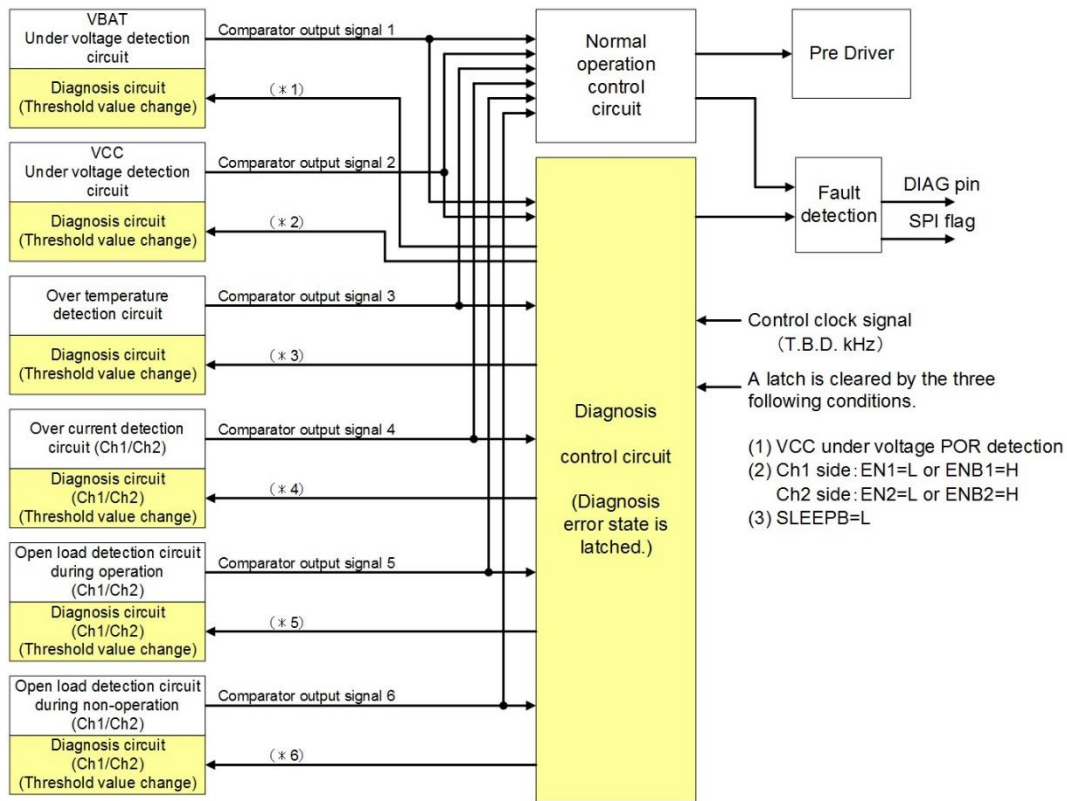 VBAT
Under voltage detection
circuit
Diagnosis circuit
(Threshold value change)
Comparator output signal 1
(＊1)
VCC
Under voltage detection
circuit
Diagnosis circuit
(Threshold value change)
Comparator output signal 2
(＊2)
Over temperature
detection circuit
Diagnosis circuit
(Threshold value change)
Comparator output signal 3
(＊3)
Over current detection
circuit (Ch1/Ch2)
Diagnosis circuit
(Ch1/Ch2)
(Threshold value change)
Comparator output signal 4
(＊4)
Open load detection circuit
during operation
(Ch1/Ch2)
Diagnosis circuit
(Ch1/Ch2)
(Threshold value change)
Comparator output signal 5
(＊5)
Open load detection circuit
during non-operation
(Ch1/Ch2)
Diagnosis circuit
(Ch1/Ch2)
(Threshold value change)
Comparator output signal 6
(＊6)
Normal
operation
control
circuit
Diagnosis
control circuit
(Diagnosis
error state is
latched.)
Pre Driver
Fault
detection
DIAG pin
SPI flag
Control clock signal
(T.B.D. kHz)
A latch is cleared by the three
following conditions.
(1) VCC under voltage POR detection
(2) Ch1 side：EN1=L or ENB1=H
Ch2 side：EN2=L or ENB2=H
(3) SLEEPB=L